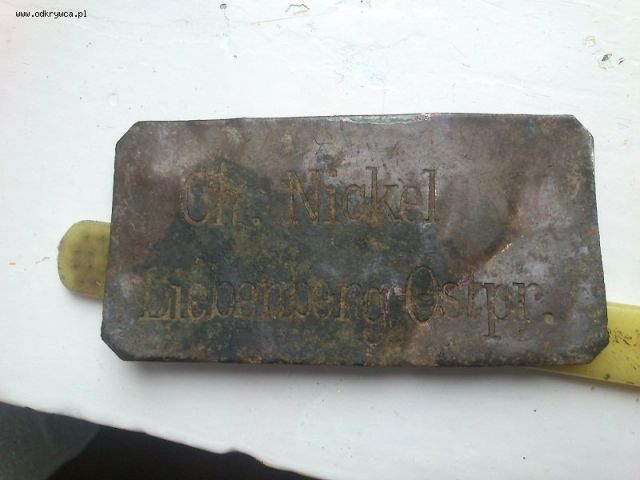 www.odkrywca.pl
Ch. Nickel
Liebenberg Ostpr.